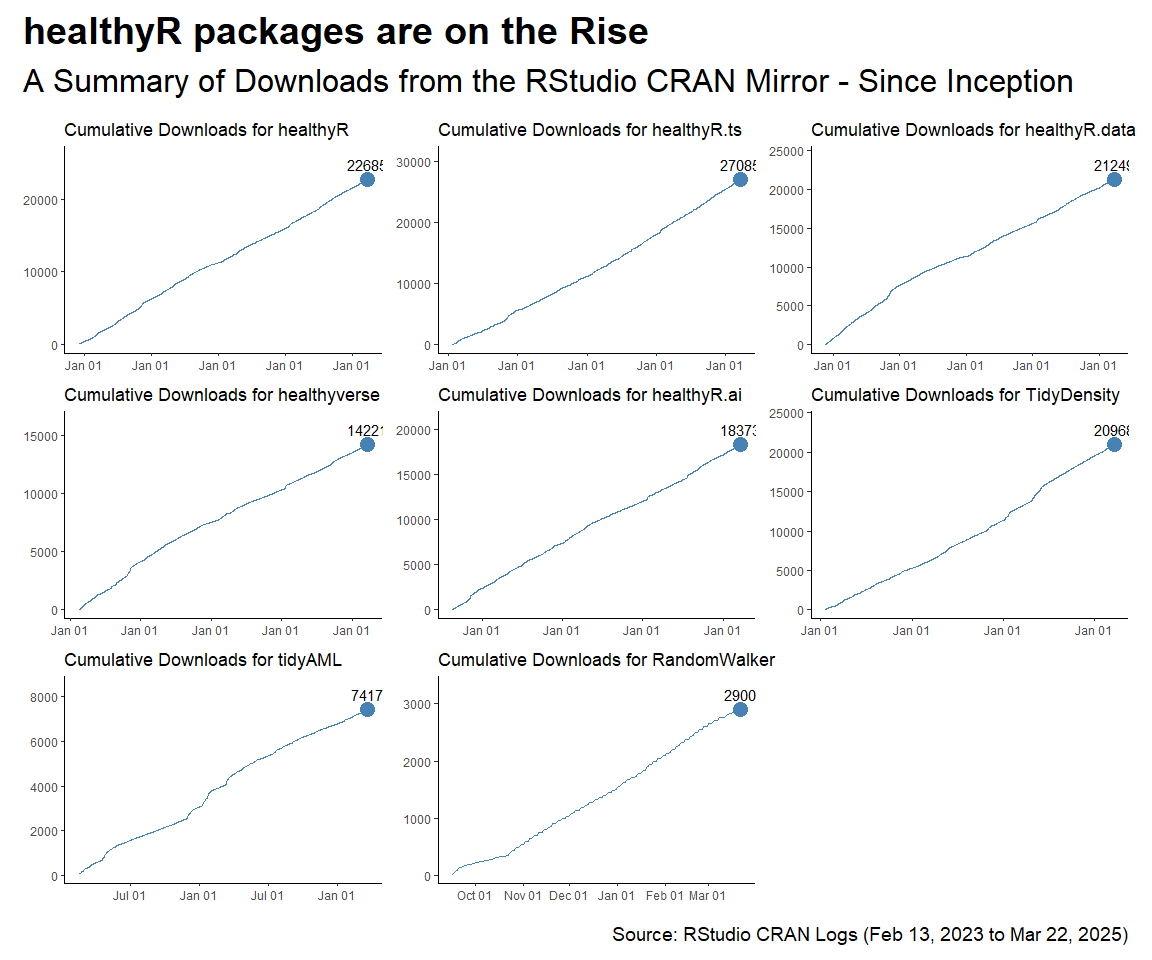 healthyR packages are on the Rise
A Summary of Downloads from the RStudio CRAN Mirror - Since Inception
Cumulative Downloads for healthyR
22685
20000
10000
0
Jan 01 Jan 01 Jan 01 Jan 01 Jan 01
Cumulative Downloads for healthyR.ts
27085
30000
20000
10000
0
Jan 01 Jan 01 Jan 01 Jan 01 Jan 01
Cumulative Downloads for healthyR.data
21249
25000
20000
15000
10000
5000
0
Jan 01 Jan 01 Jan 01 Jan 01 Jan 01
Cumulative Downloads for healthyverse
14221
15000
10000
5000
0
Jan 01 Jan 01 Jan 01 Jan 01 Jan 01
Cumulative Downloads for healthyR.ai
18373
20000
15000
10000
5000
0
Jan 01 Jan 01 Jan 01 Jan 01
Cumulative Downloads for TidyDensity
20968
25000
20000
15000
10000
5000
0
Jan 01 Jan 01 Jan 01 Jan 01
Cumulative Downloads for tidyAML
7417
8000
6000
4000
2000
0
Jul 01 Jan 01 Jul 01 Jan 01
Cumulative Downloads for RandomWalker
2900
3000
2000
1000
0
Oct 01 Nov 01 Dec 01 Jan 01 Feb 01 Mar 01
Source: RStudio CRAN Logs (Feb 13, 2023 to Mar 22, 2025)